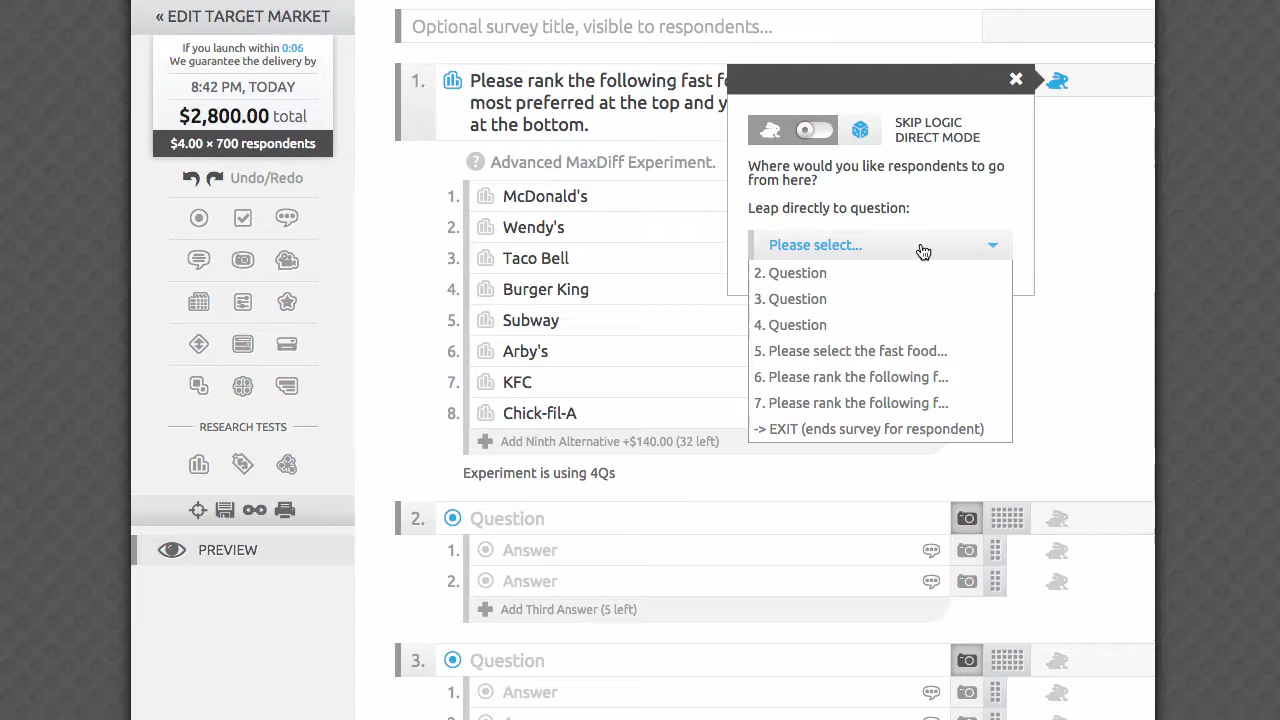 « EDIT TARGET MARKET
If you launch within 0:06
We guarantee the delivery by
8:42 PM, TODAY
$2,800.00 total
$4.00 × 700 respondents
Undo/Redo
RESEARCH TESTS
PREVIEW
Optional survey title, visible to respondents...
1. Please rank the following fast f
most preferred at the top and y
at the bottom.
? Advanced MaxDiff Experiment.
1. McDonald's
2. Wendy's
3. Taco Bell
4. Burger King
5. Subway
6. Arby's
7. KFC
8. Chick-fil-A
Add Ninth Alternative +$140.00 (32 left)
Experiment is using 4Qs
SKIP LOGIC
DIRECT MODE
Where would you like respondents to go
from here?
Leap directly to question:
Please select...
2. Question
3. Question
4. Question
5. Please select the fast food...
6. Please rank the following f...
7. Please rank the following f...
-> EXIT (ends survey for respondent)
2. Question
1. Answer
2. Answer
Add Third Answer (5 left)
3. Question
1. Answer